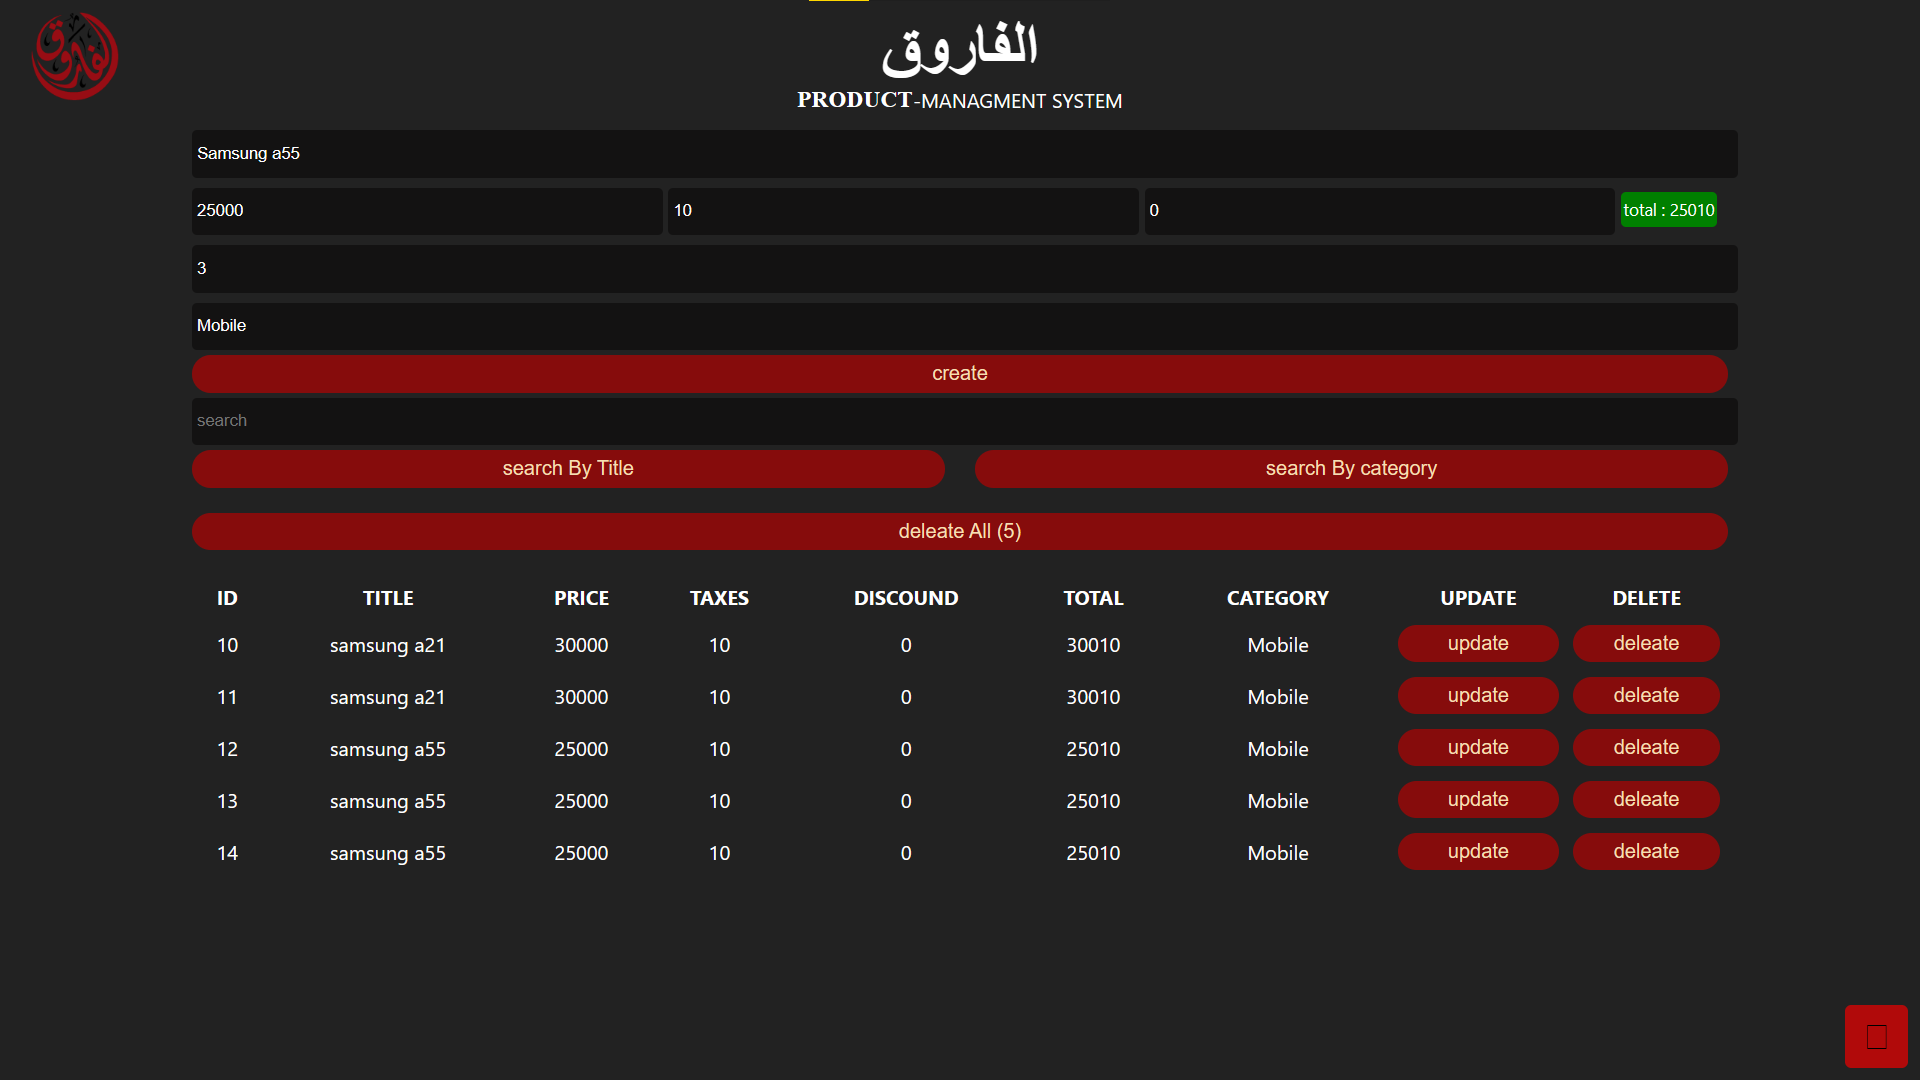 الفاروق
PRODUCT-MANAGMENT SYSTEM
Samsung a55
25000 10 0 total : 25010
3
Mobile
create
search
search By Title search By category
deleate All (5)
ID TITLE PRICE TAXES DISCOUND TOTAL CATEGORY UPDATE DELETE
10 samsung a21 30000 10 0 30010 Mobile update deleate
11 samsung a21 30000 10 0 30010 Mobile update deleate
12 samsung a55 25000 10 0 25010 Mobile update deleate
13 samsung a55 25000 10 0 25010 Mobile update deleate
14 samsung a55 25000 10 0 25010 Mobile update deleate